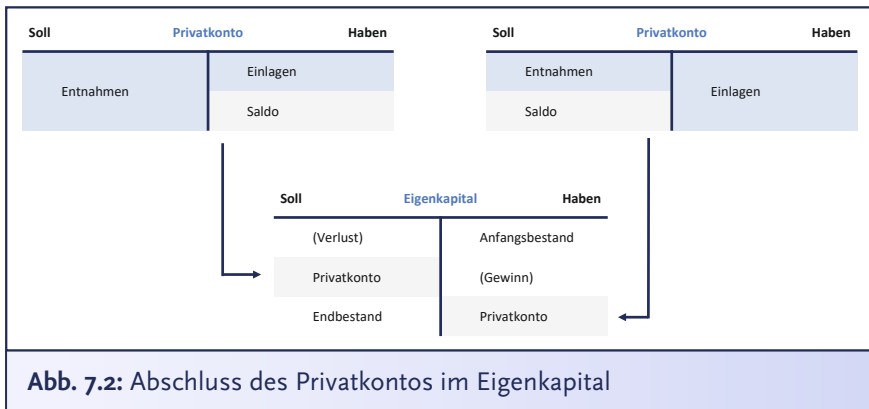 Soll Privatkonto Haben
Entnahmen
Einlagen
Saldo
Soll Privatkonto Haben
Entnahmen
Saldo
Einlagen
Soll Eigenkapital Haben
(Verlust) Anfangsbestand
Privatkonto (Gewinn)
Endbestand Privatkonto
Abb. 7.2: Abschluss des Privatkontos im Eigenkapital